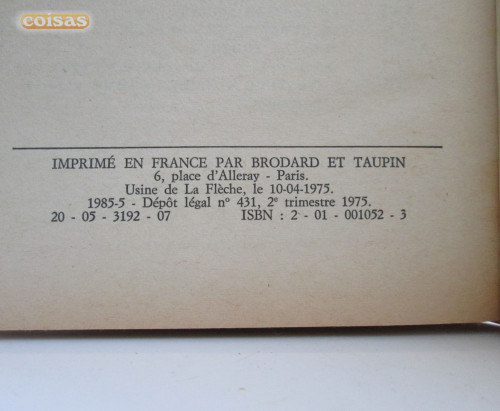 coisas
IMPRIMÉ EN FRANCE PAR BRODARD ET TAUPIN
6, place d'Alleray - Paris.
Usine de La Flèche, le 10-04-1975.
1985-5 - Dépôt légal nº 431, 2e trimestre 1975.
20 - 05 - 3192 - 07 ISBN : 2 - 01 - 001052 - 3